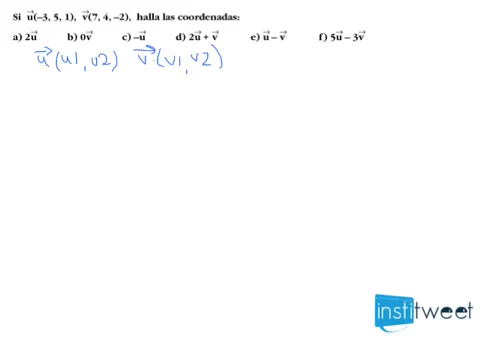 Si u⃗(–3, 5, 1), v⃗(7, 4, –2), halla las coordenadas:
a) 2u⃗ b) 0v⃗ c) –u⃗ d) 2u⃗ + v⃗ e) u⃗ – v⃗ f) 5u⃗ – 3v⃗
u⃗ (u1, v2) v⃗ (v1, v2)
institweet